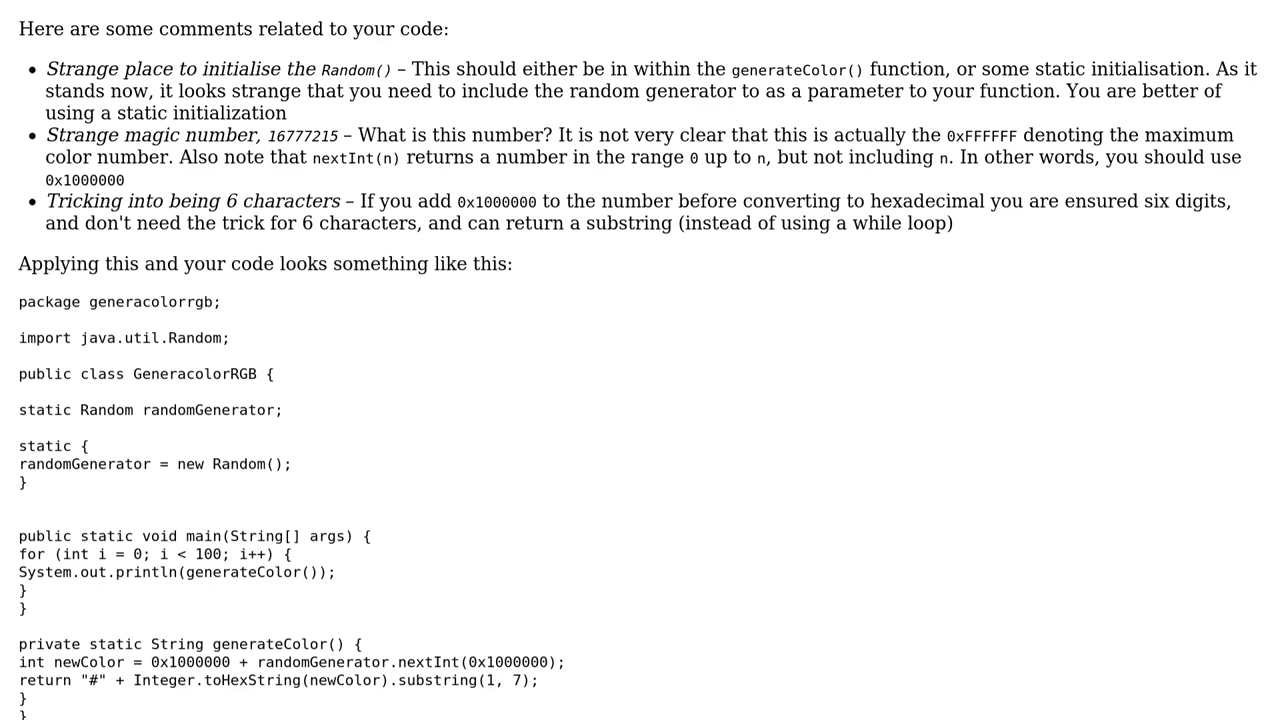 Here are some comments related to your code:
• Strange place to initialise the Random() – This should either be in within the generateColor() function, or some static initialisation. As it
stands now, it looks strange that you need to include the random generator to as a parameter to your function. You are better of
using a static initialization
• Strange magic number, 16777215 – What is this number? It is not very clear that this is actually the 0xFFFFFF denoting the maximum
color number. Also note that nextInt(n) returns a number in the range 0 up to n, but not including n. In other words, you should use
0x1000000
• Tricking into being 6 characters – If you add 0x1000000 to the number before converting to hexadecimal you are ensured six digits,
and don't need the trick for 6 characters, and can return a substring (instead of using a while loop)
Applying this and your code looks something like this:
package generacolorrgb;
import java.util.Random;
public class GeneracolorRGB {
static Random randomGenerator;
static {
randomGenerator = new Random();
}
public static void main(String[] args) {
for (int i = 0; i < 100; i++) {
System.out.println(generateColor());
}
}
private static String generateColor() {
int newColor = 0x1000000 + randomGenerator.nextInt(0x1000000);
return "#" + Integer.toHexString(newColor).substring(1, 7);
}
}